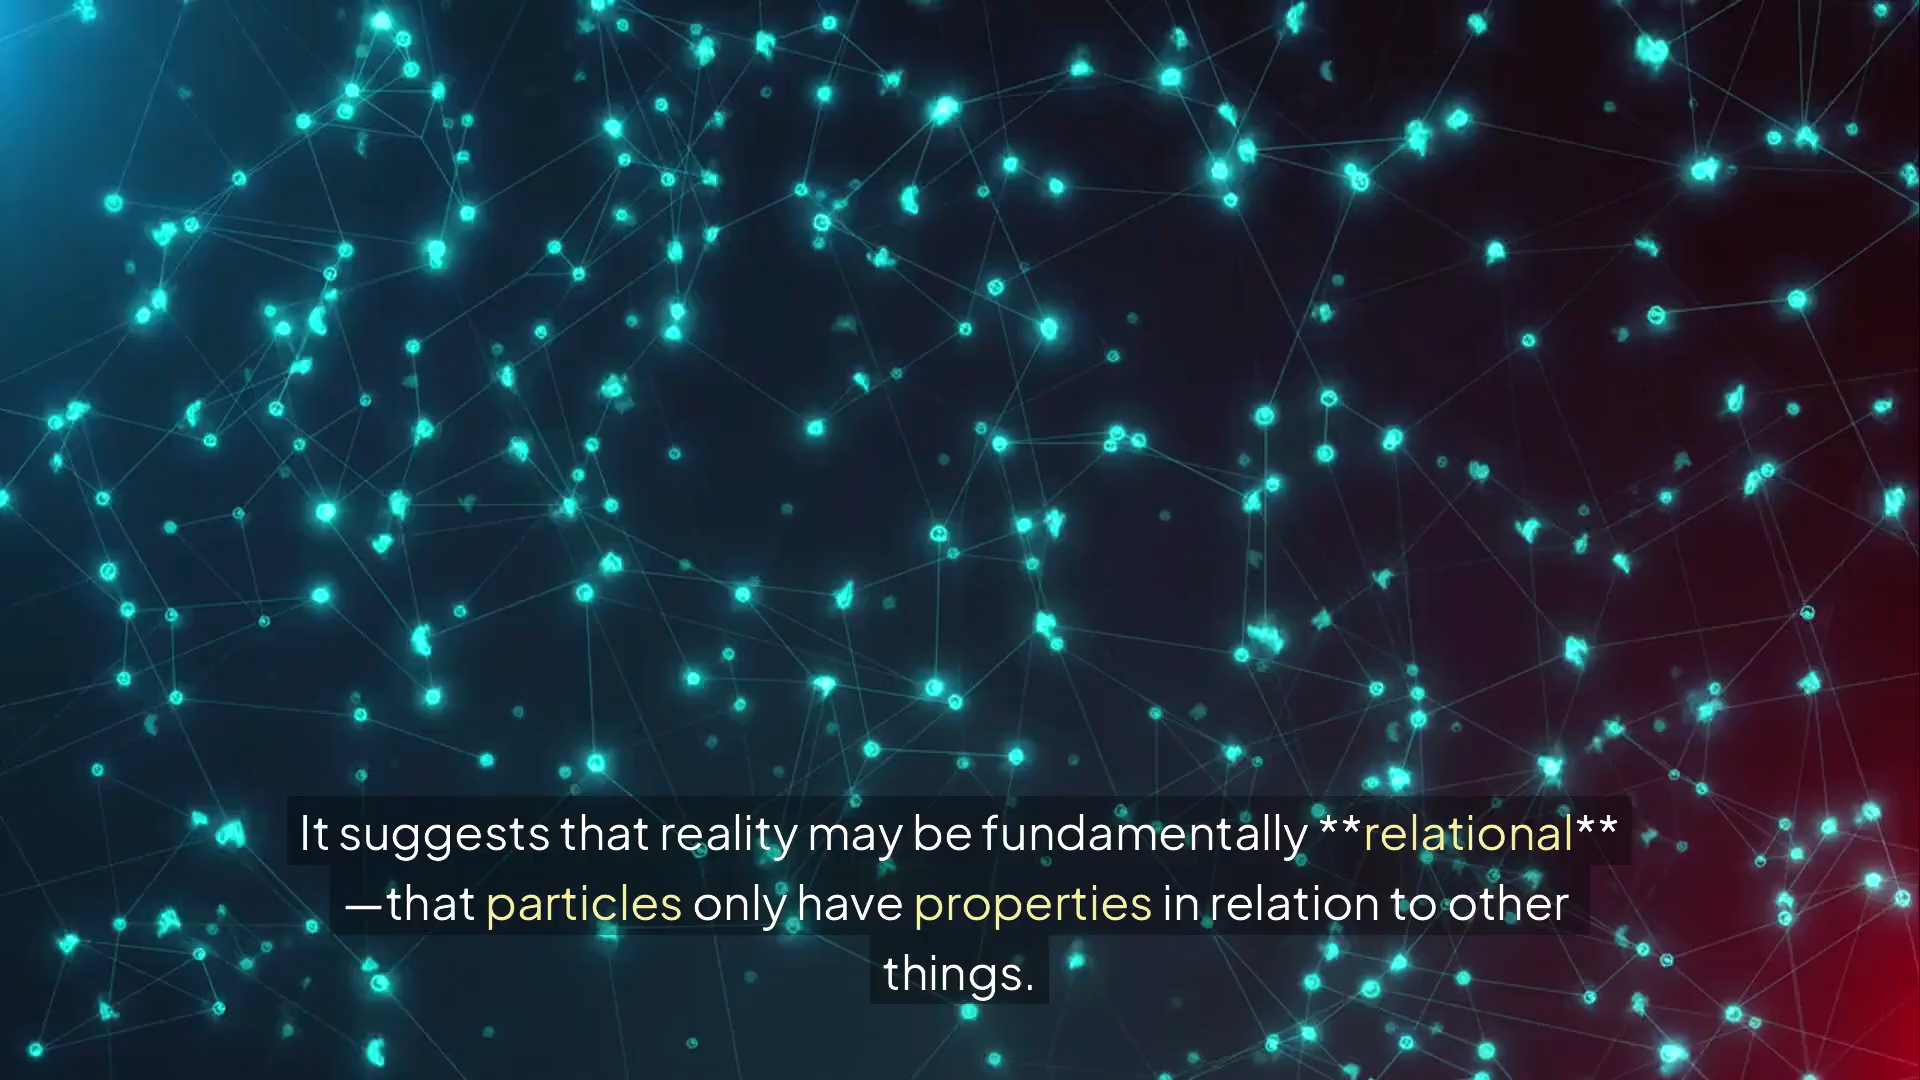 It suggests that reality may be fundamentally **relational**
—that particles only have properties in relation to other
things.